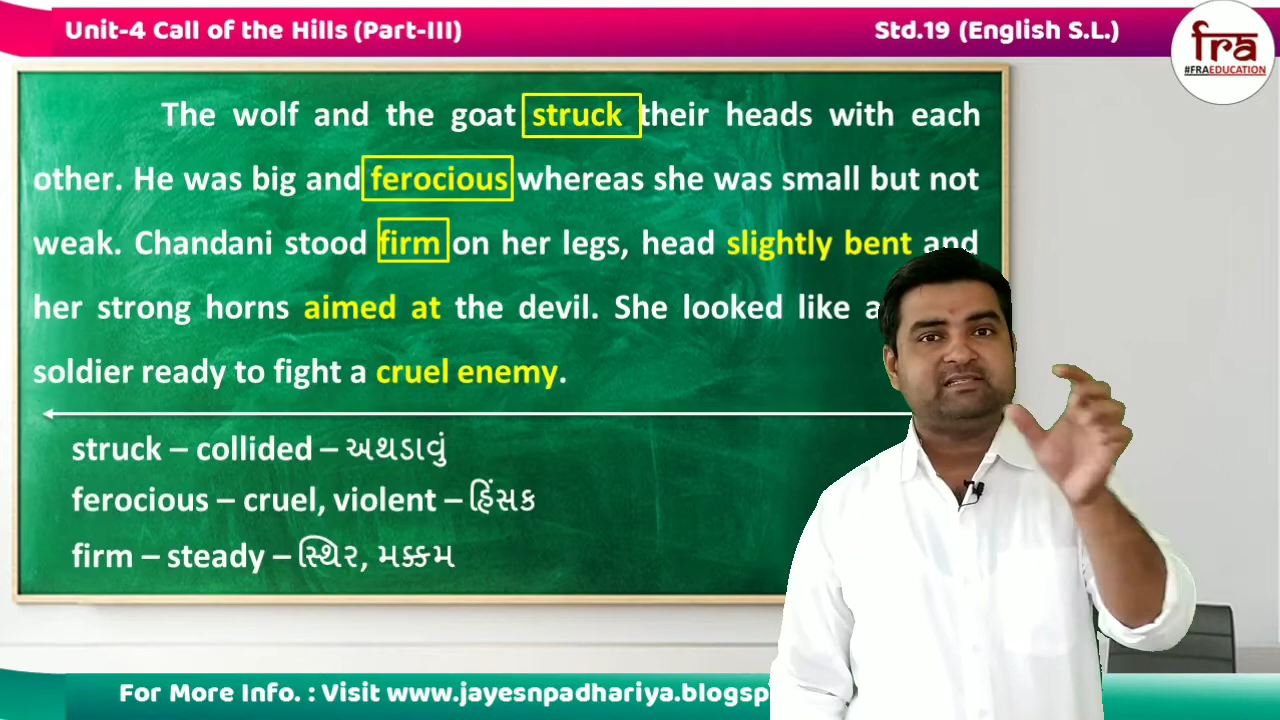 Unit-4 Call of the Hills (Part-III)
Std.19 (English S.L.)
fra
#FRAEDUCATION
The wolf and the goat struck their heads with each
other. He was big and ferocious whereas she was small but not
weak. Chandani stood firm on her legs, head slightly bent and
her strong horns aimed at the devil. She looked like a
soldier ready to fight a cruel enemy.
struck – collided – અથડાવું
ferocious – cruel, violent – હિંસક
firm – steady – સ્થિર, મક્કમ
For More Info. : Visit www.jayesnpadhariya.blogsp